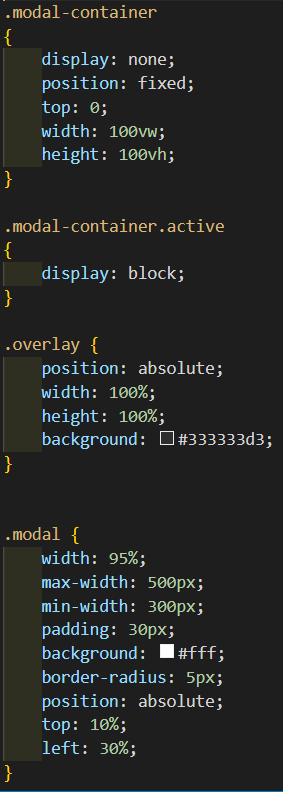 .modal-container
{
    display: none;
    position: fixed;
    top: 0;
    width: 100vw;
    height: 100vh;
}

.modal-container.active
{
    display: block;
}

.overlay {
    position: absolute;
    width: 100%;
    height: 100%;
    background: #333333d3;
}


.modal {
    width: 95%;
    max-width: 500px;
    min-width: 300px;
    padding: 30px;
    background: #fff;
    border-radius: 5px;
    position: absolute;
    top: 10%;
    left: 30%;
}